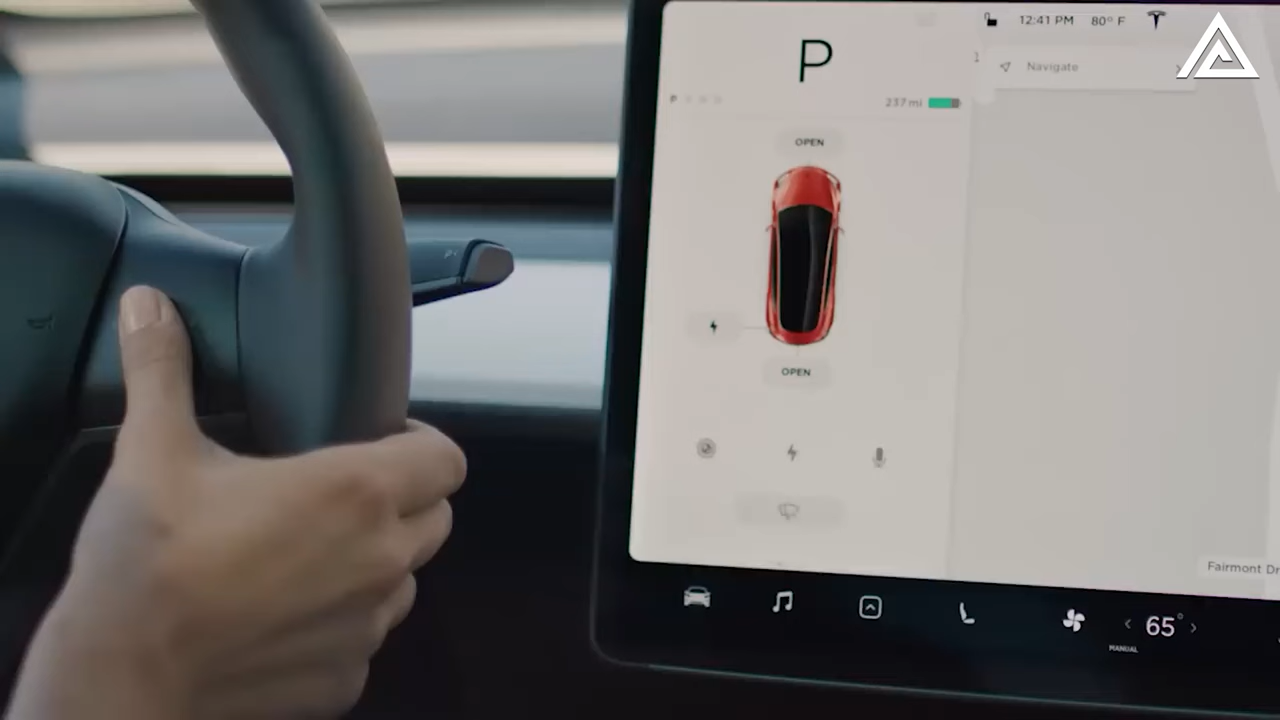 12:41 PM 80° F
P
Navigate
P
237 mi
OPEN
OPEN
Fairmont Dr
65°
MANUAL